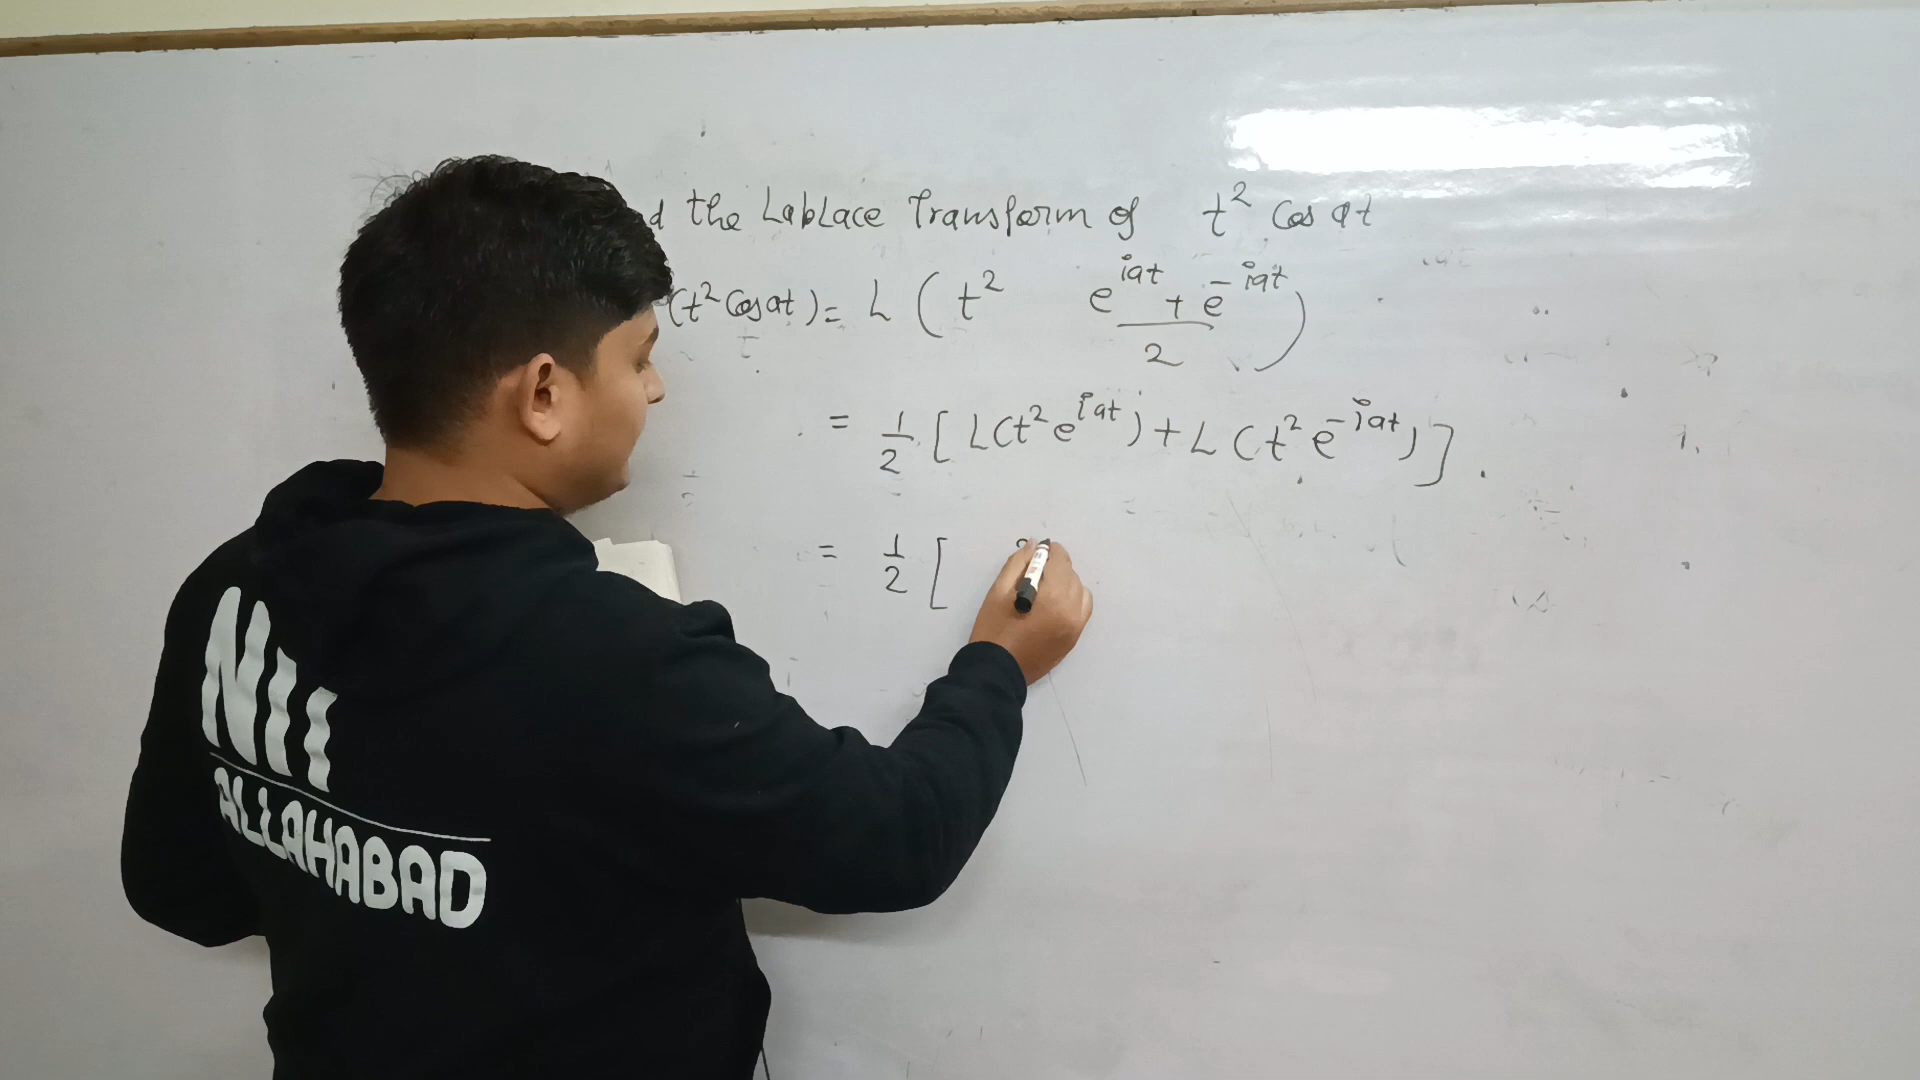 the LabLace Transform of t² Cos at
(t² Cos at) = L ( t² (e^{iat} + e^{-iat})/2 )
= 1/2 [ L(t² e^{iat}) + L(t² e^{-iat}) ].
= 1/2 [
NIT
ALLAHABAD